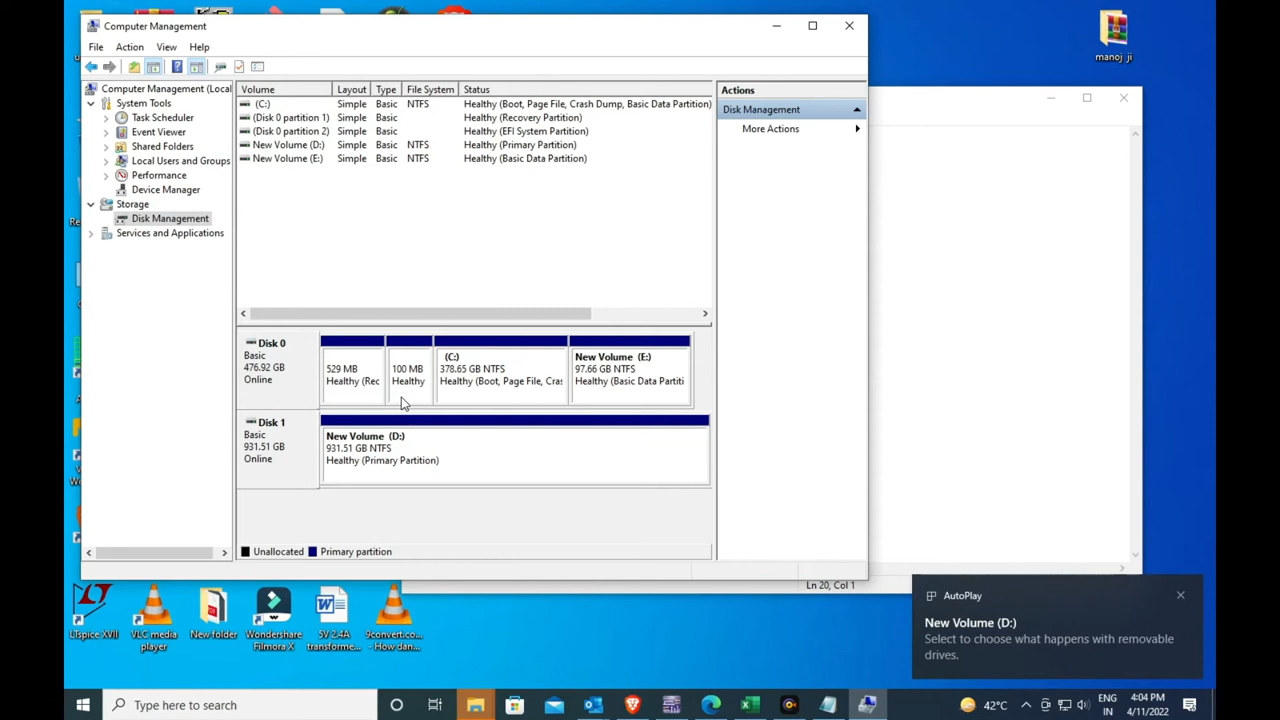 Computer Management
File Action View Help
Computer Management (Local
System Tools
Task Scheduler
Event Viewer
Shared Folders
Local Users and Groups
Performance
Device Manager
Storage
Disk Management
Services and Applications
Volume Layout Type File System Status
(C:) Simple Basic NTFS Healthy (Boot, Page File, Crash Dump, Basic Data Partition)
(Disk 0 partition 1) Simple Basic Healthy (Recovery Partition)
(Disk 0 partition 2) Simple Basic Healthy (EFI System Partition)
New Volume (D:) Simple Basic NTFS Healthy (Primary Partition)
New Volume (E:) Simple Basic NTFS Healthy (Basic Data Partition)
Disk 0
Basic
476.92 GB
Online
529 MB
Healthy (Rec
100 MB
Healthy
(C:)
378.65 GB NTFS
Healthy (Boot, Page File, Cras
New Volume (E:)
97.66 GB NTFS
Healthy (Basic Data Partiti
Disk 1
Basic
931.51 GB
Online
New Volume (D:)
931.51 GB NTFS
Healthy (Primary Partition)
Unallocated Primary partition
Actions
Disk Management
More Actions
manoj ji
Ln 20, Col 1
AutoPlay
New Volume (D:)
Select to choose what happens with removable
drives.
LTspice XVII
VLC media
player
New folder
Wondershare
Filmora X
5V 2.4A
transforme...
9convert.co...
- How dan...
Type here to search
42°C
ENG
IN
4:04 PM
4/11/2022